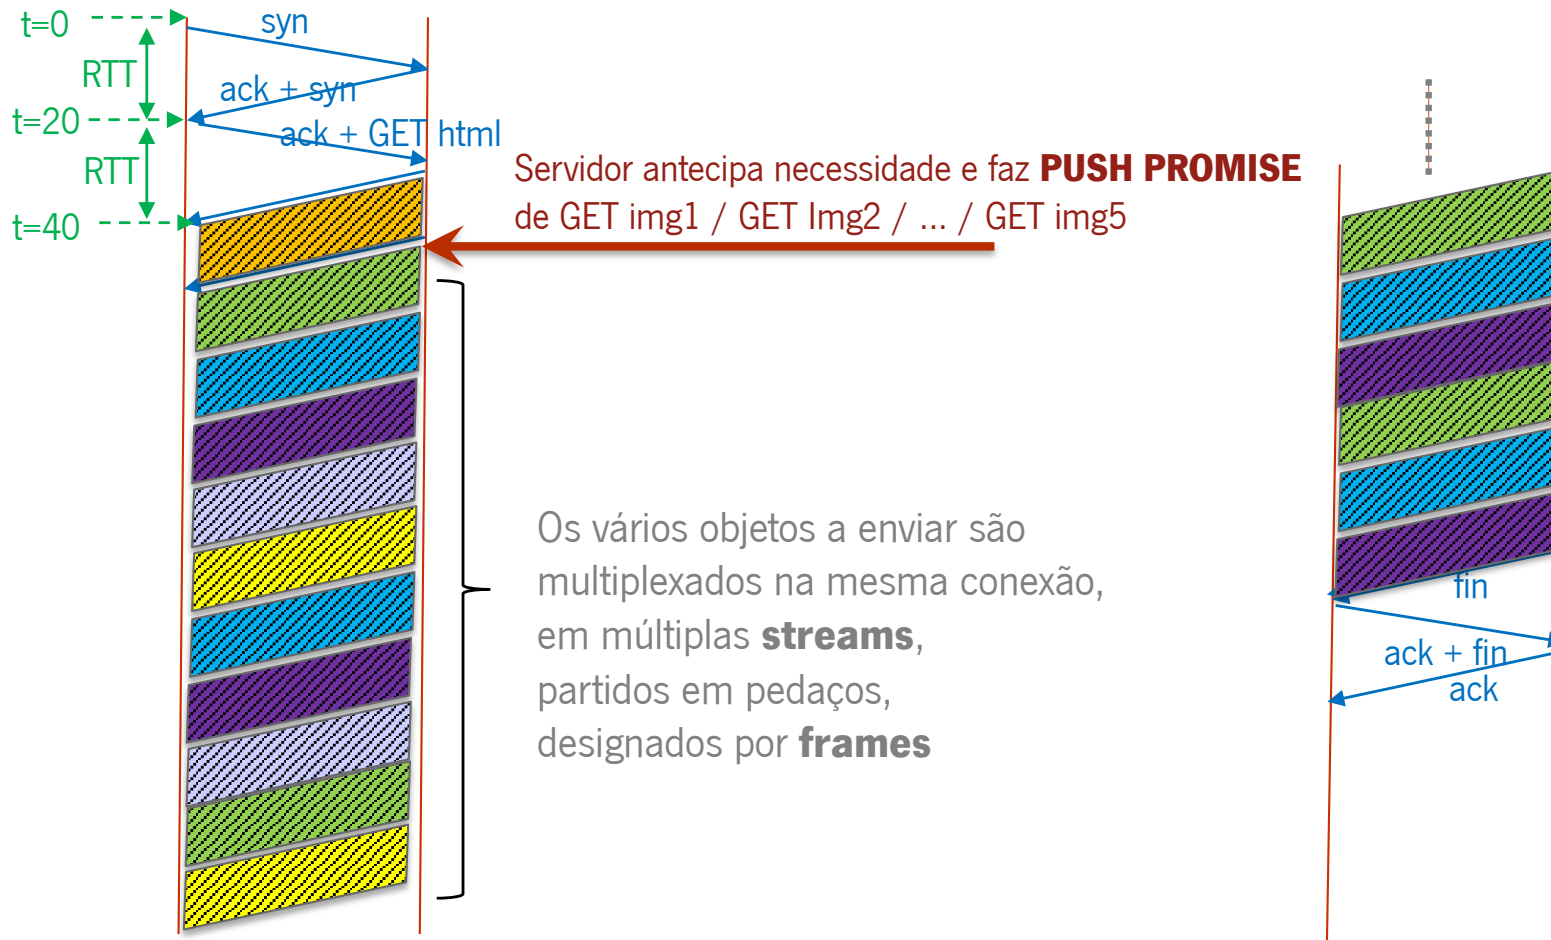 t=0
syn
RTT
ack + syn
t=20
ack + GET html
RTT
t=40
Servidor antecipa necessidade e faz PUSH PROMISE
de GET img1 / GET Img2 / ... / GET img5
Os vários objetos a enviar são
multiplexados na mesma conexão,
em múltiplas streams,
partidos em pedaços,
designados por frames
fin
ack + fin
ack